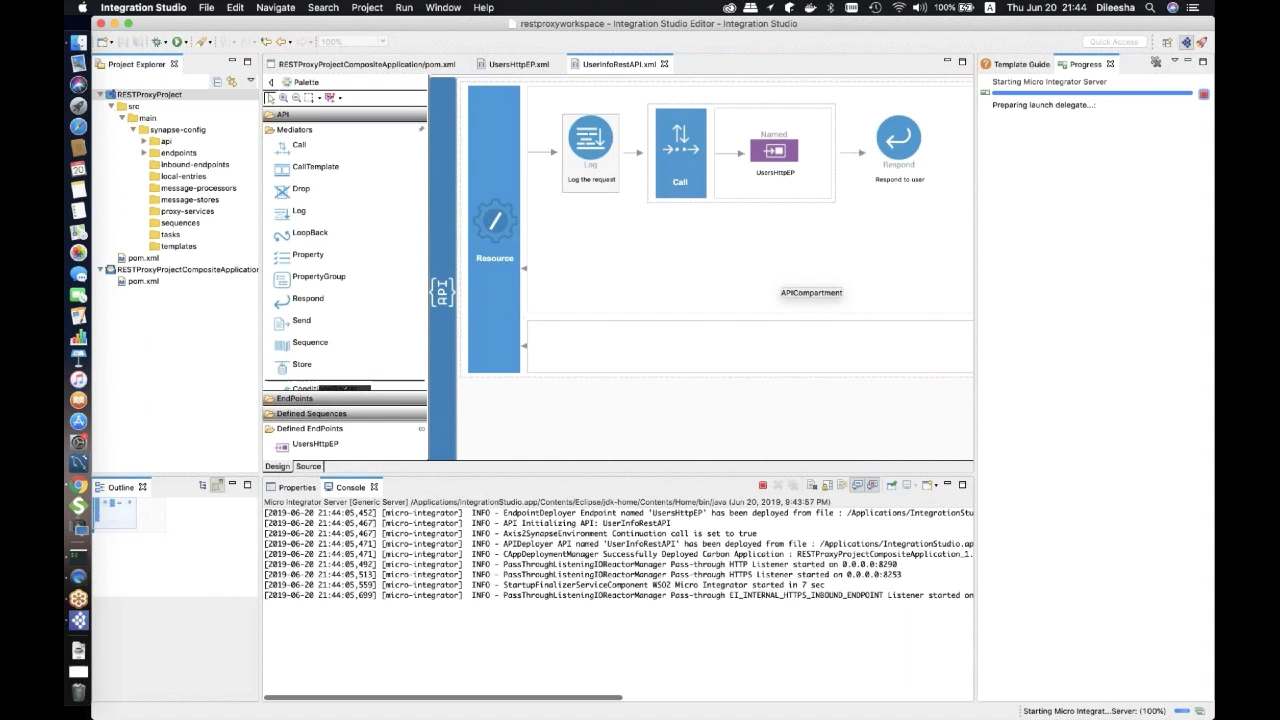 Integration Studio File Edit Navigate Search Project Run Window Help 100% A Thu Jun 20 21:44 Dileesha
restproxyworkspace - Integration Studio Editor - Integration Studio
100%
Quick Access
Project Explorer
RESTProxyProjectCompositeApplication/pom.xml
UsersHttpEP.xml
UserInfoRestAPI.xml
Template Guide
Progress
RESTProxyProject
src
main
synapse-config
api
endpoints
inbound-endpoints
local-entries
message-processors
message-stores
proxy-services
sequences
tasks
templates
pom.xml
RESTProxyProjectCompositeApplication
pom.xml
Palette
API
Mediators
Call
CallTemplate
Drop
Log
LoopBack
Property
PropertyGroup
Respond
Send
Sequence
Store
EndPoints
Defined Sequences
Defined EndPoints
UsersHttpEP
Design Source
{API}
Resource
Log
Log the request
Call
Named
UsersHttpEP
Respond
Respond to user
APICompartment
Starting Micro Integrator Server
Preparing launch delegate...:
Outline
Properties
Console
Micro Integrator Server [Generic Server] /Applications/IntegrationStudio.app/Contents/Eclipse/jdk-home/Contents/Home/bin/java (Jun 20, 2019, 9:43:57 PM)
[2019-06-20 21:44:05,452] [micro-integrator] INFO - EndpointDeployer Endpoint named 'UsersHttpEP' has been deployed from file : /Applications/IntegrationStu
[2019-06-20 21:44:05,467] [micro-integrator] INFO - API Initializing API: UserInfoRestAPI
[2019-06-20 21:44:05,467] [micro-integrator] INFO - Axis2SynapseEnvironment Continuation call is set to true
[2019-06-20 21:44:05,471] [micro-integrator] INFO - APIDeployer API named 'UserInfoRestAPI' has been deployed from file : /Applications/IntegrationStudio.ap
[2019-06-20 21:44:05,471] [micro-integrator] INFO - CAppDeploymentManager Successfully Deployed Carbon Application : RESTProxyProjectCompositeApplication_1.
[2019-06-20 21:44:05,492] [micro-integrator] INFO - PassThroughListeningIOReactorManager Pass-through HTTP Listener started on 0.0.0.0:8290
[2019-06-20 21:44:05,513] [micro-integrator] INFO - PassThroughListeningIOReactorManager Pass-through HTTPS Listener started on 0.0.0.0:8253
[2019-06-20 21:44:05,559] [micro-integrator] INFO - StartupFinalizerServiceComponent WSO2 Micro Integrator started in 7 sec
[2019-06-20 21:44:05,699] [micro-integrator] INFO - PassThroughListeningIOReactorManager Pass-through EI_INTERNAL_HTTPS_INBOUND_ENDPOINT Listener started on
Starting Micro Integrat...Server: (100%)